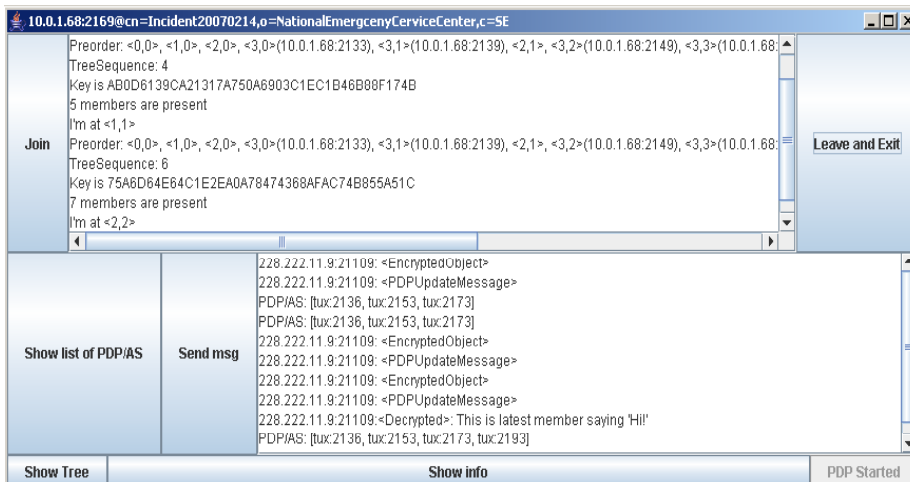 10.0.1.68:2169@cn=Incident20070214,o=NationalEmergcenyCerviceCenter,c=SE
Join
Preorder: <0,0>, <1,0>, <2,0>, <3,0>(10.0.1.68:2133), <3,1>(10.0.1.68:2139), <2,1>, <3,2>(10.0.1.68:2149), <3,3>(10.0.1.68:
TreeSequence: 4
Key is AB0D6139CA21317A750A6903C1EC1B46B88F174B
5 members are present
I'm at <1,1>
Preorder: <0,0>, <1,0>, <2,0>, <3,0>(10.0.1.68:2133), <3,1>(10.0.1.68:2139), <2,1>, <3,2>(10.0.1.68:2149), <3,3>(10.0.1.68:
TreeSequence: 6
Key is 75A6D64E64C1E2EA0A78474368AFAC74B855A51C
7 members are present
I'm at <2,2>
Leave and Exit
Show list of PDP/AS
Send msg
228.222.11.9:21109: <EncryptedObject>
228.222.11.9:21109: <PDPUpdateMessage>
PDP/AS: [tux:2136, tux:2153, tux:2173]
PDP/AS: [tux:2136, tux:2153, tux:2173]
228.222.11.9:21109: <EncryptedObject>
228.222.11.9:21109: <PDPUpdateMessage>
228.222.11.9:21109: <EncryptedObject>
228.222.11.9:21109: <PDPUpdateMessage>
228.222.11.9:21109:<Decrypted>: This is latest member saying 'Hi!'
PDP/AS: [tux:2136, tux:2153, tux:2173, tux:2193]
Show Tree
Show info
PDP Started